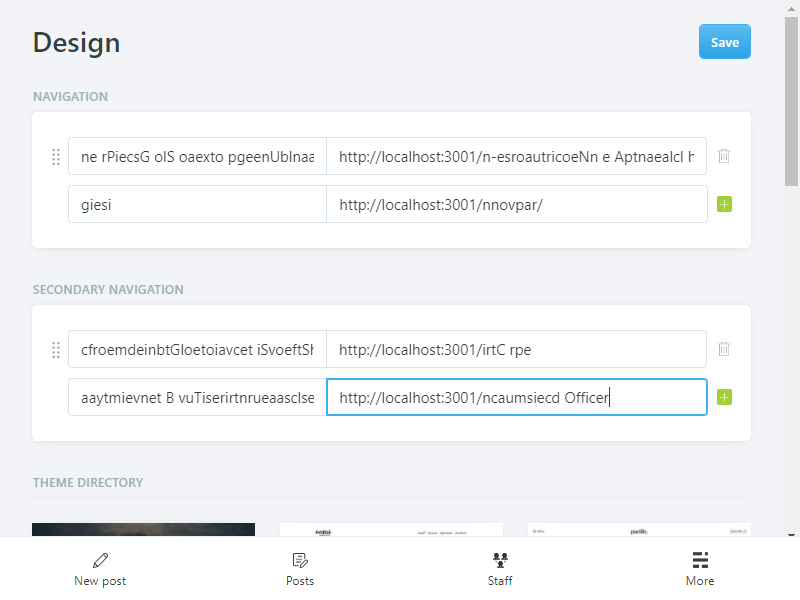 Design
Save
NAVIGATION
ne rPiecsG olS oaexto pgeenUblnaa
http://localhost:3001/n-esroautricoeNn e Aptnaealcl h
giesi
http://localhost:3001/nnovpar/
SECONDARY NAVIGATION
cfroemdeinbtGloetoiavcet iSvoeftSh
http://localhost:3001/irtC rpe
aaytmievnet B vuTiserirtnrueaasclse
http://localhost:3001/ncaumsiecd Officer
THEME DIRECTORY
New post
Posts
Staff
More